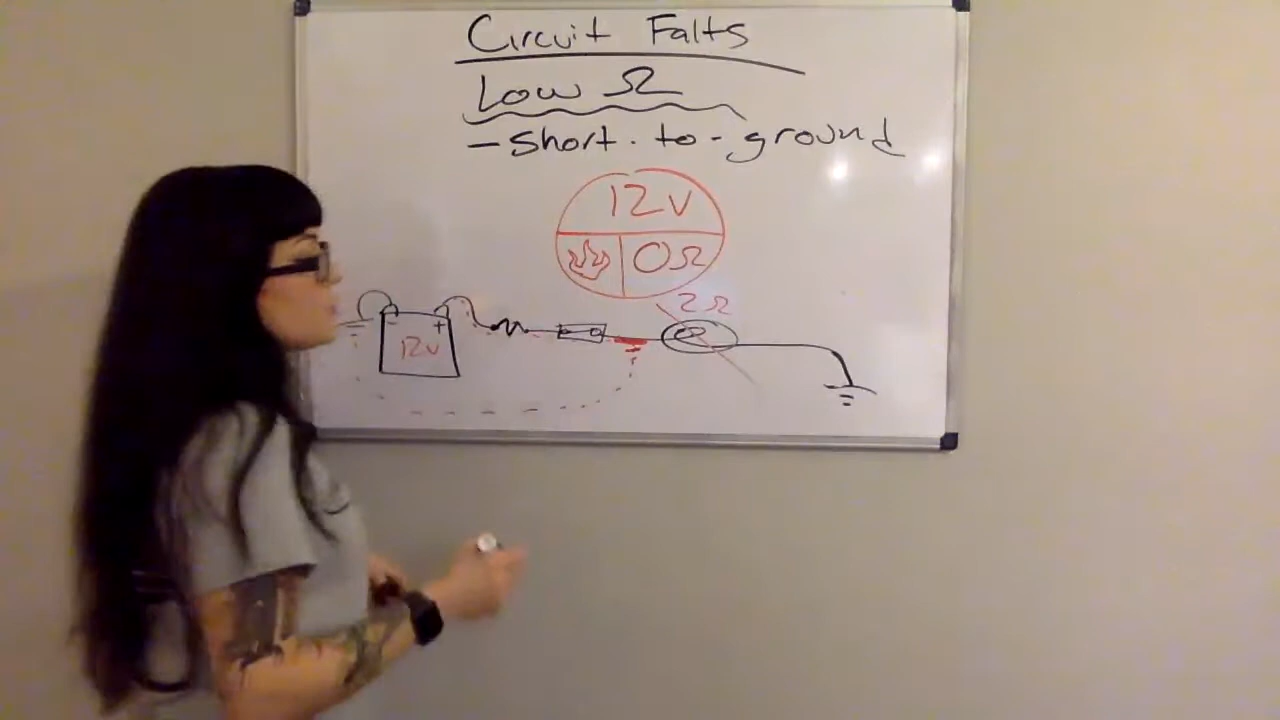 Circuit Falts
Low Ω
- Short-to-ground
12v
0Ω
2Ω
- +
12v